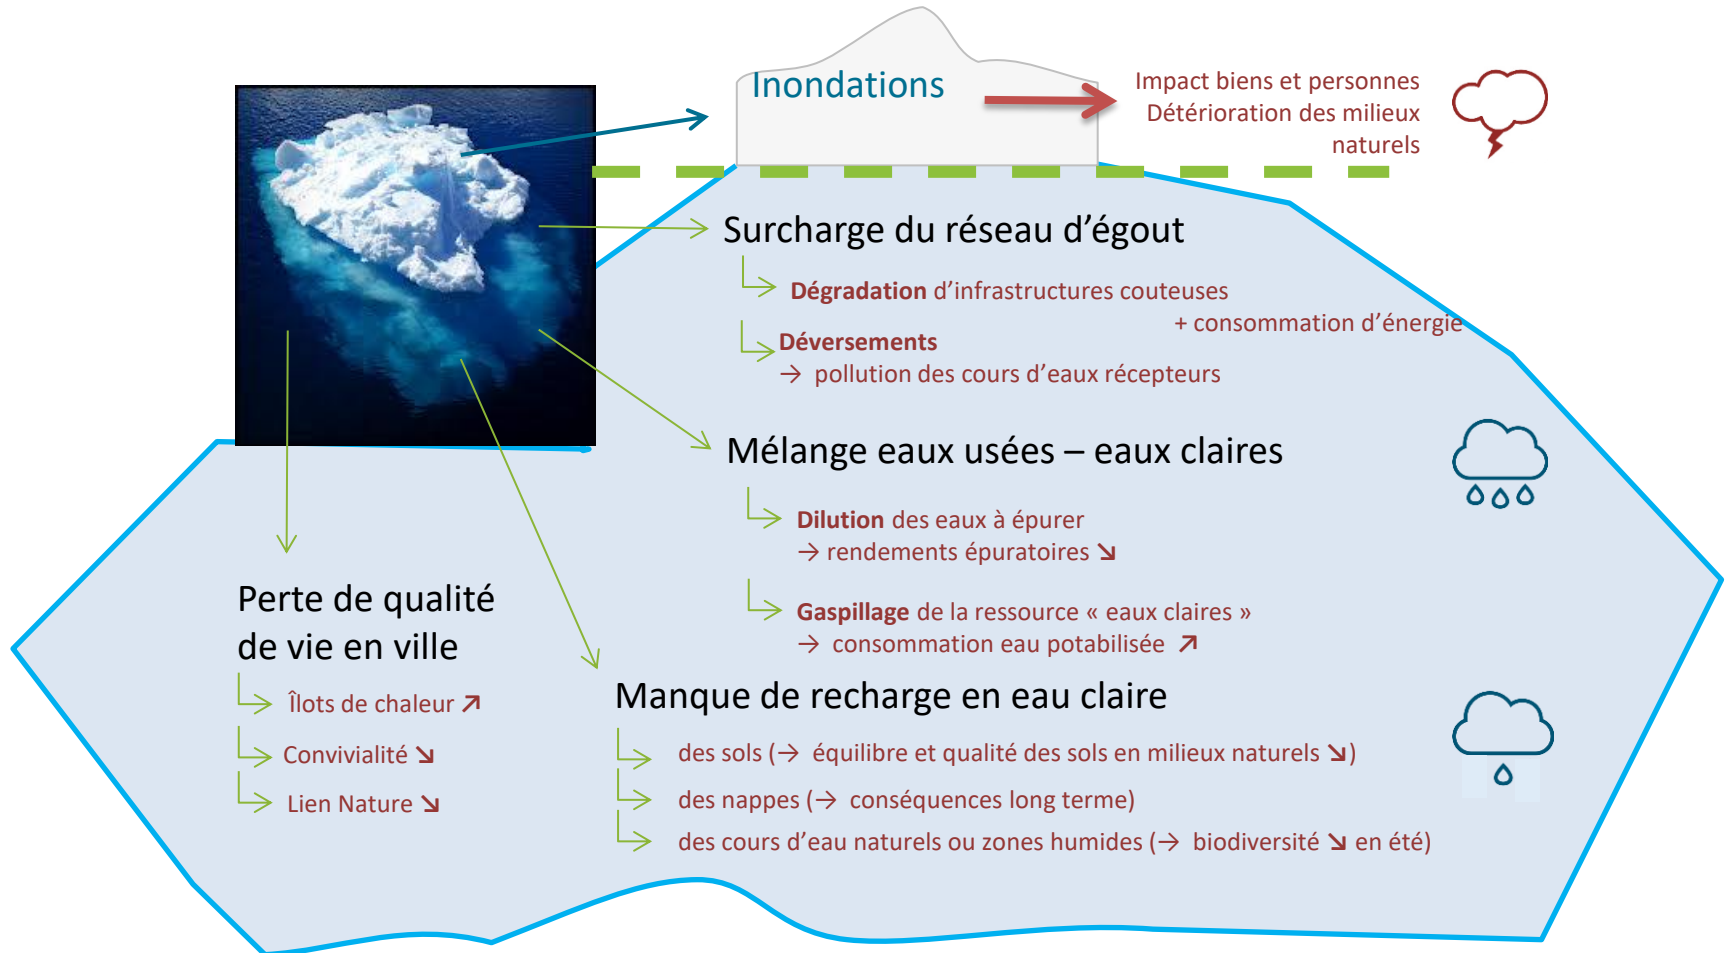 Inondations
Impact biens et personnes
Détérioration des milieux
naturels
Surcharge du réseau d'égout
Dégradation d'infrastructures couteuses
+ consommation d'énergie
Déversements
→ pollution des cours d'eaux récepteurs
Mélange eaux usées – eaux claires
Dilution des eaux à épurer
→ rendements épuratoires ↘
Gaspillage de la ressource « eaux claires »
→ consommation eau potabilisée ↗
Perte de qualité
de vie en ville
Îlots de chaleur ↗
Convivialité ↘
Lien Nature ↘
Manque de recharge en eau claire
des sols (→ équilibre et qualité des sols en milieux naturels ↘)
des nappes (→ conséquences long terme)
des cours d'eau naturels ou zones humides (→ biodiversité ↘ en été)